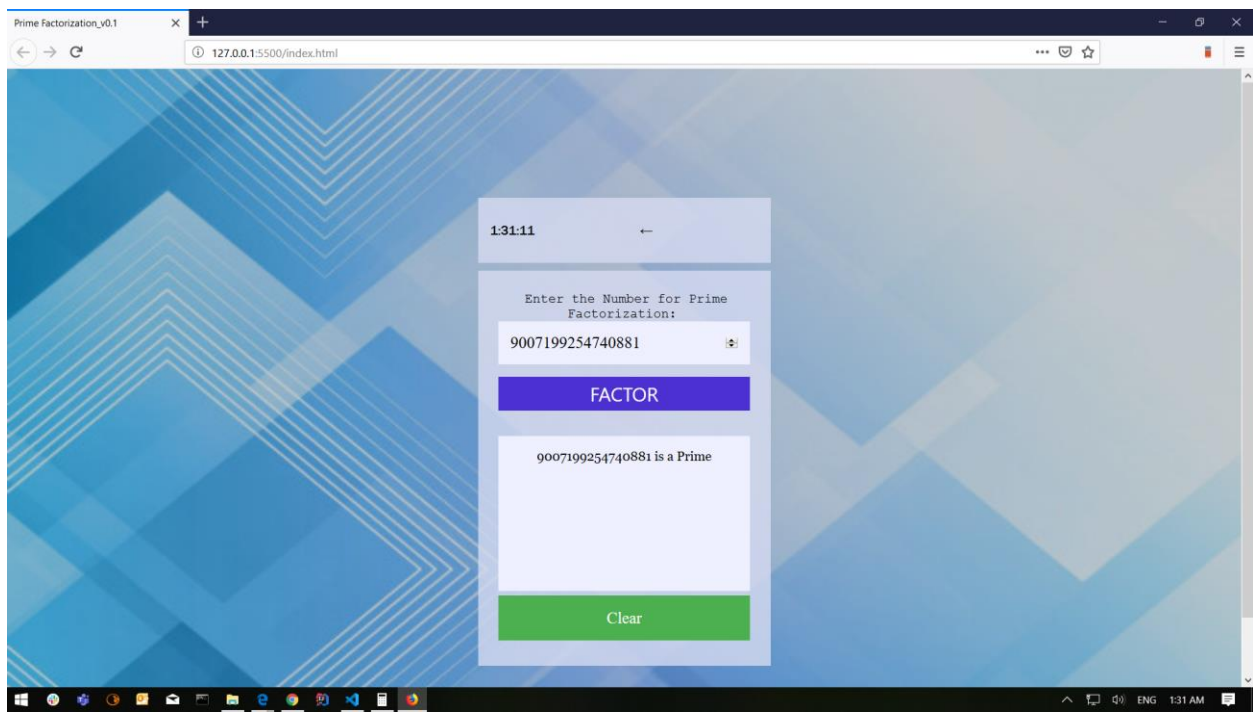 Prime Factorization_v0.1
127.0.0.1:5500/index.html
1:31:11 ←
Enter the Number for Prime
Factorization:
9007199254740881
FACTOR
9007199254740881 is a Prime
Clear
ENG 1:31 AM